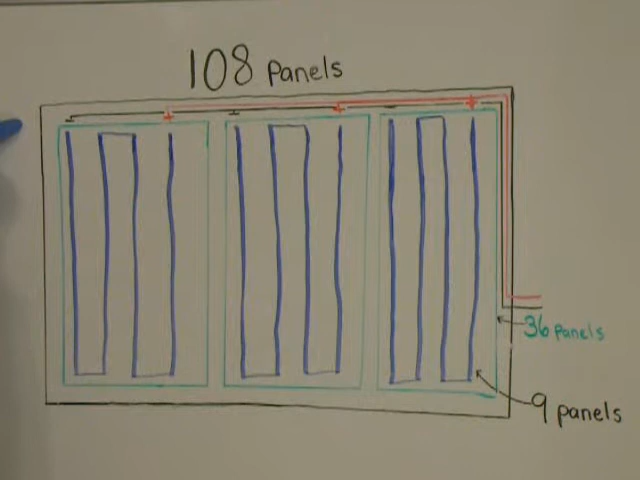 108 Panels
- + - + - +
36 Panels
9 panels